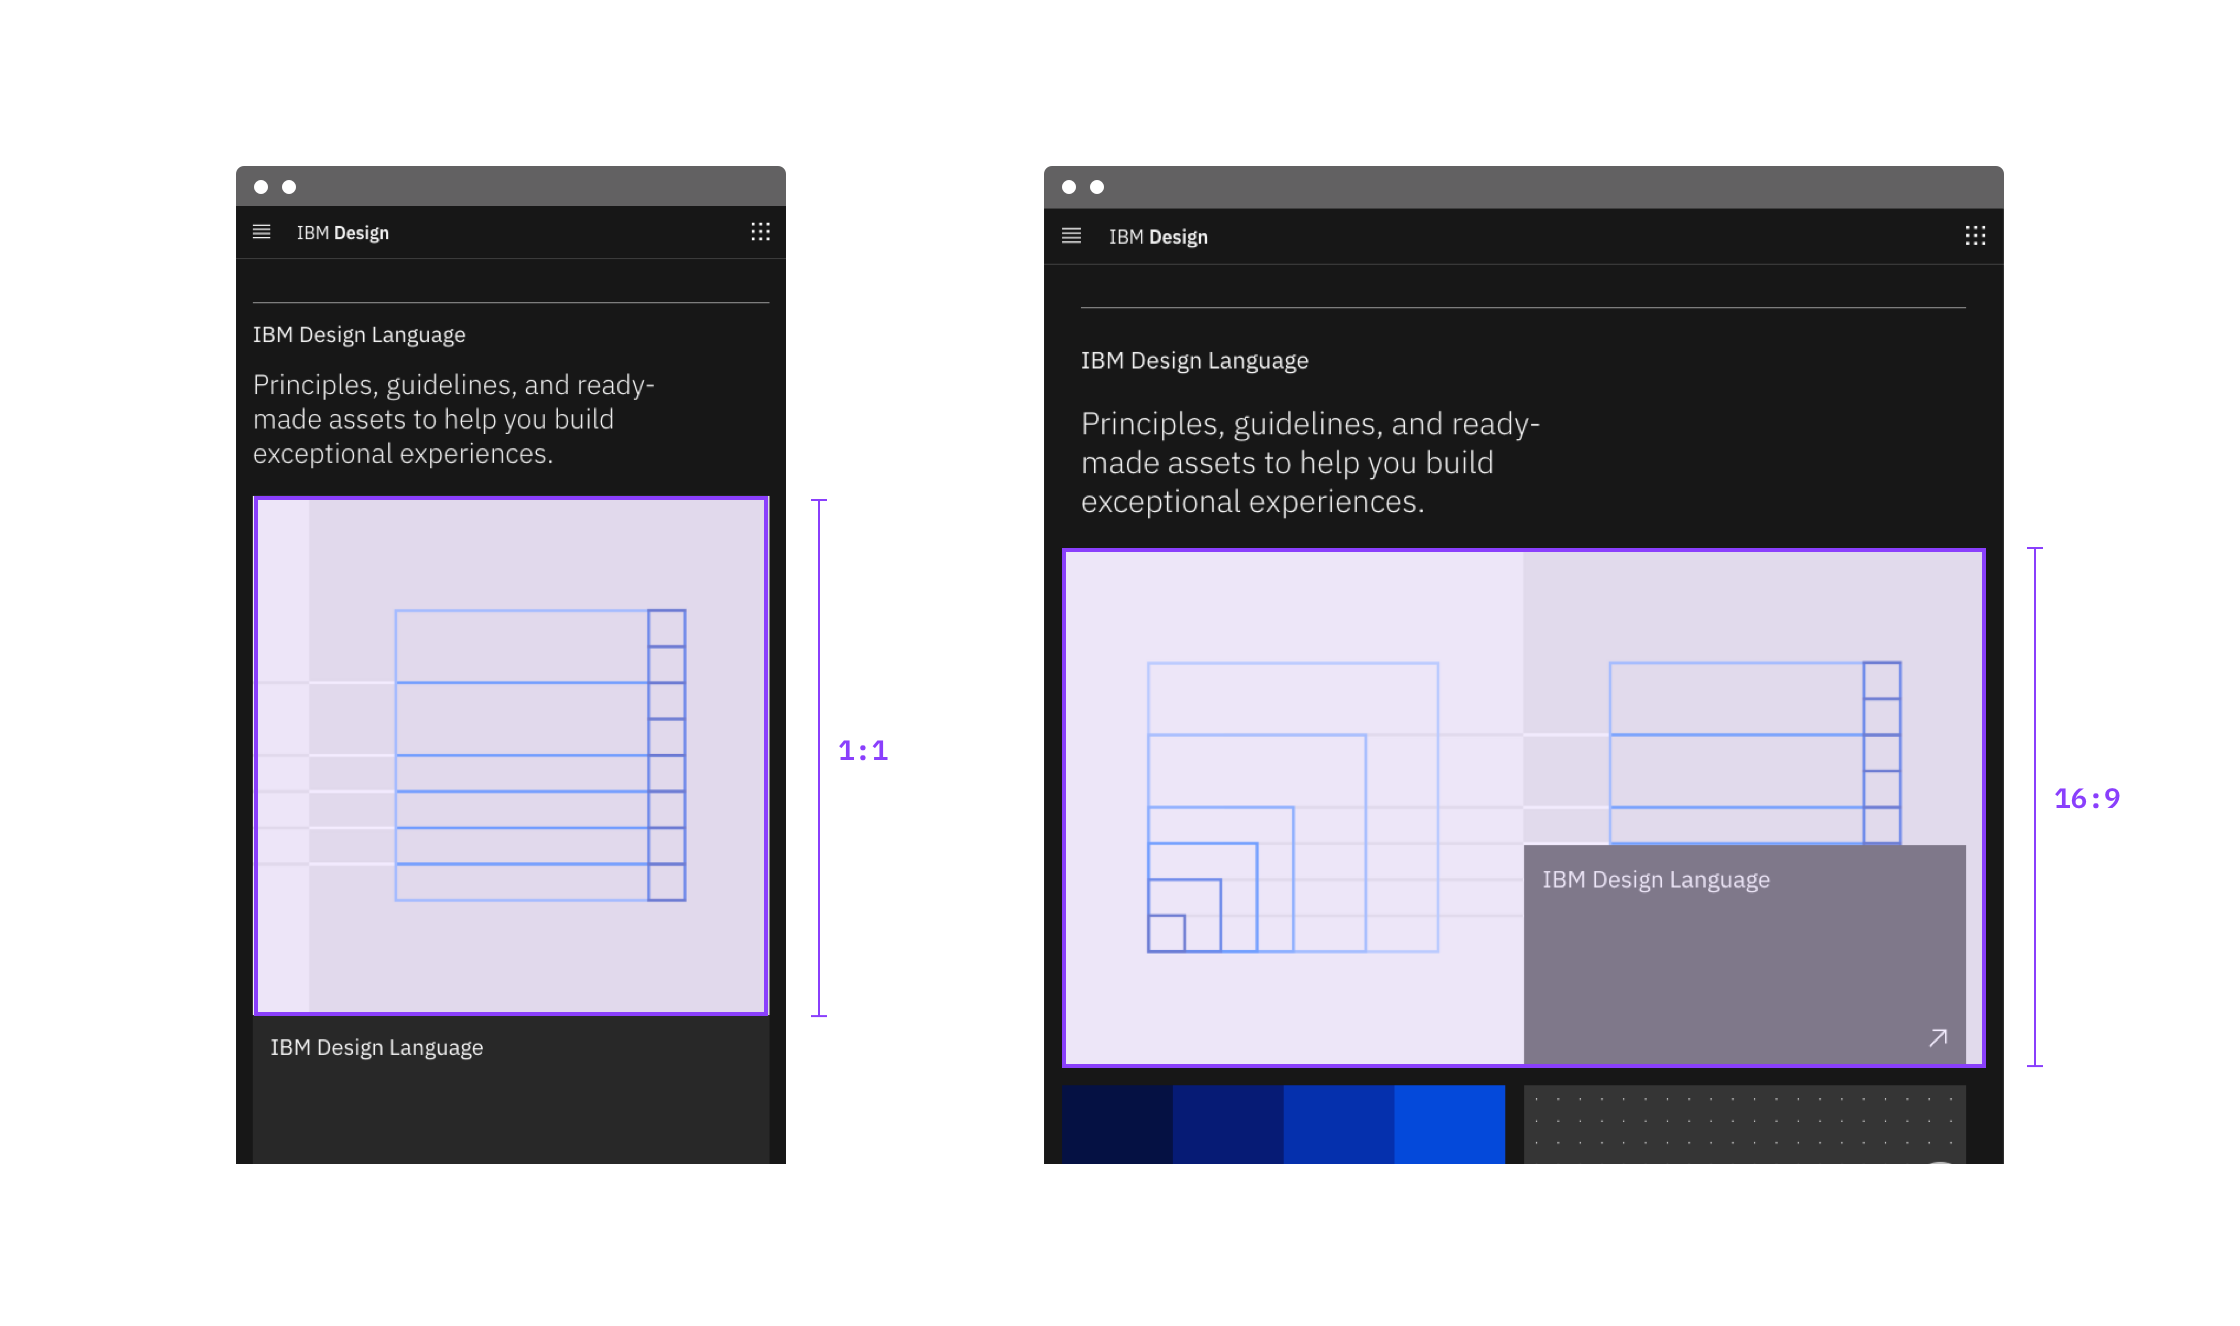 IBM Design
IBM Design Language
Principles, guidelines, and ready-
made assets to help you build
exceptional experiences.
1:1
IBM Design Language
IBM Design
IBM Design Language
Principles, guidelines, and ready-
made assets to help you build
exceptional experiences.
16:9
IBM Design Language